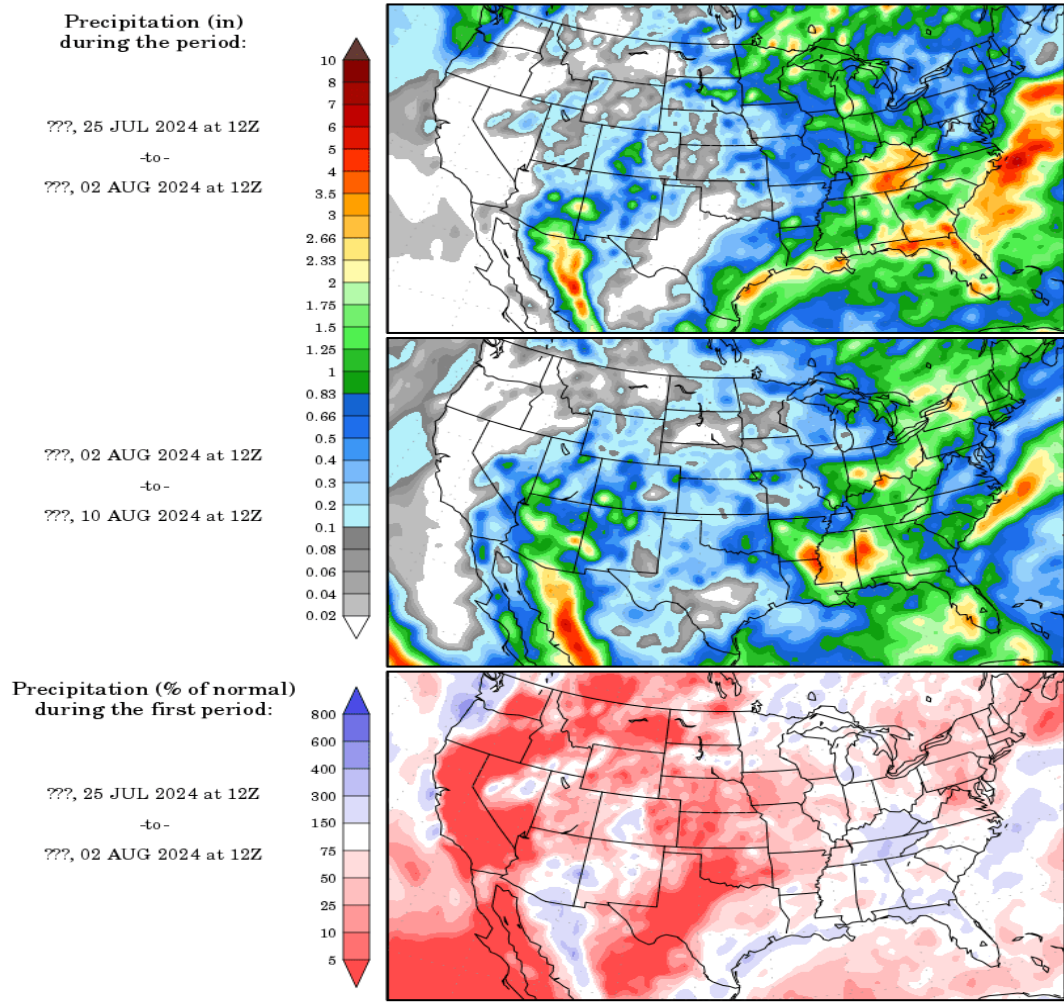 Precipitation (in)
during the period:
???, 25 JUL 2024 at 12Z
-to-
???, 02 AUG 2024 at 12Z
10
8
7
6
5
4
3.5
3
2.66
2.33
2
1.75
1.5
1.25
1
0.83
0.66
0.5
0.4
0.3
0.2
0.1
0.08
0.06
0.04
0.02
???, 02 AUG 2024 at 12Z
-to-
???, 10 AUG 2024 at 12Z
Precipitation (% of normal)
during the first period:
???, 25 JUL 2024 at 12Z
-to-
???, 02 AUG 2024 at 12Z
800
600
400
300
150
75
50
25
10
5